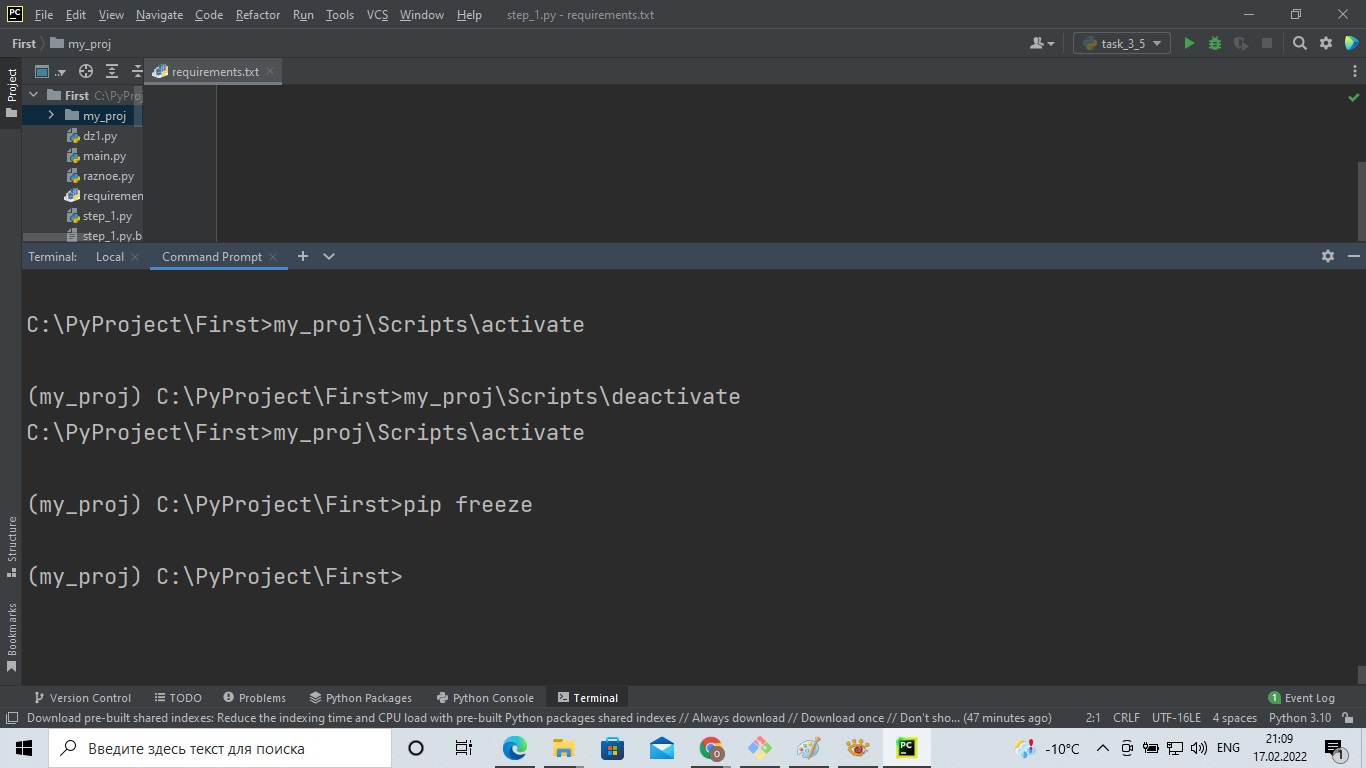 PC File Edit View Navigate Code Refactor Run Tools VCS Window Help step_1.py - requirements.txt
First my_proj task_3_5
Project
.. requirements.txt
First C:\PyProj
my_proj
dz1.py
main.py
raznoe.py
requiremen
step_1.py
step_1.py.b
Terminal: Local Command Prompt
C:\PyProject\First>my_proj\Scripts\activate
(my_proj) C:\PyProject\First>my_proj\Scripts\deactivate
C:\PyProject\First>my_proj\Scripts\activate
(my_proj) C:\PyProject\First>pip freeze
(my_proj) C:\PyProject\First>
Structure
Bookmarks
Version Control TODO Problems Python Packages Python Console Terminal 1 Event Log
Download pre-built shared indexes: Reduce the indexing time and CPU load with pre-built Python packages shared indexes // Always download // Download once // Don't sho... (47 minutes ago) 2:1 CRLF UTF-16LE 4 spaces Python 3.10
Введите здесь текст для поиска O PC -10°C ENG 21:09
17.02.2022 1